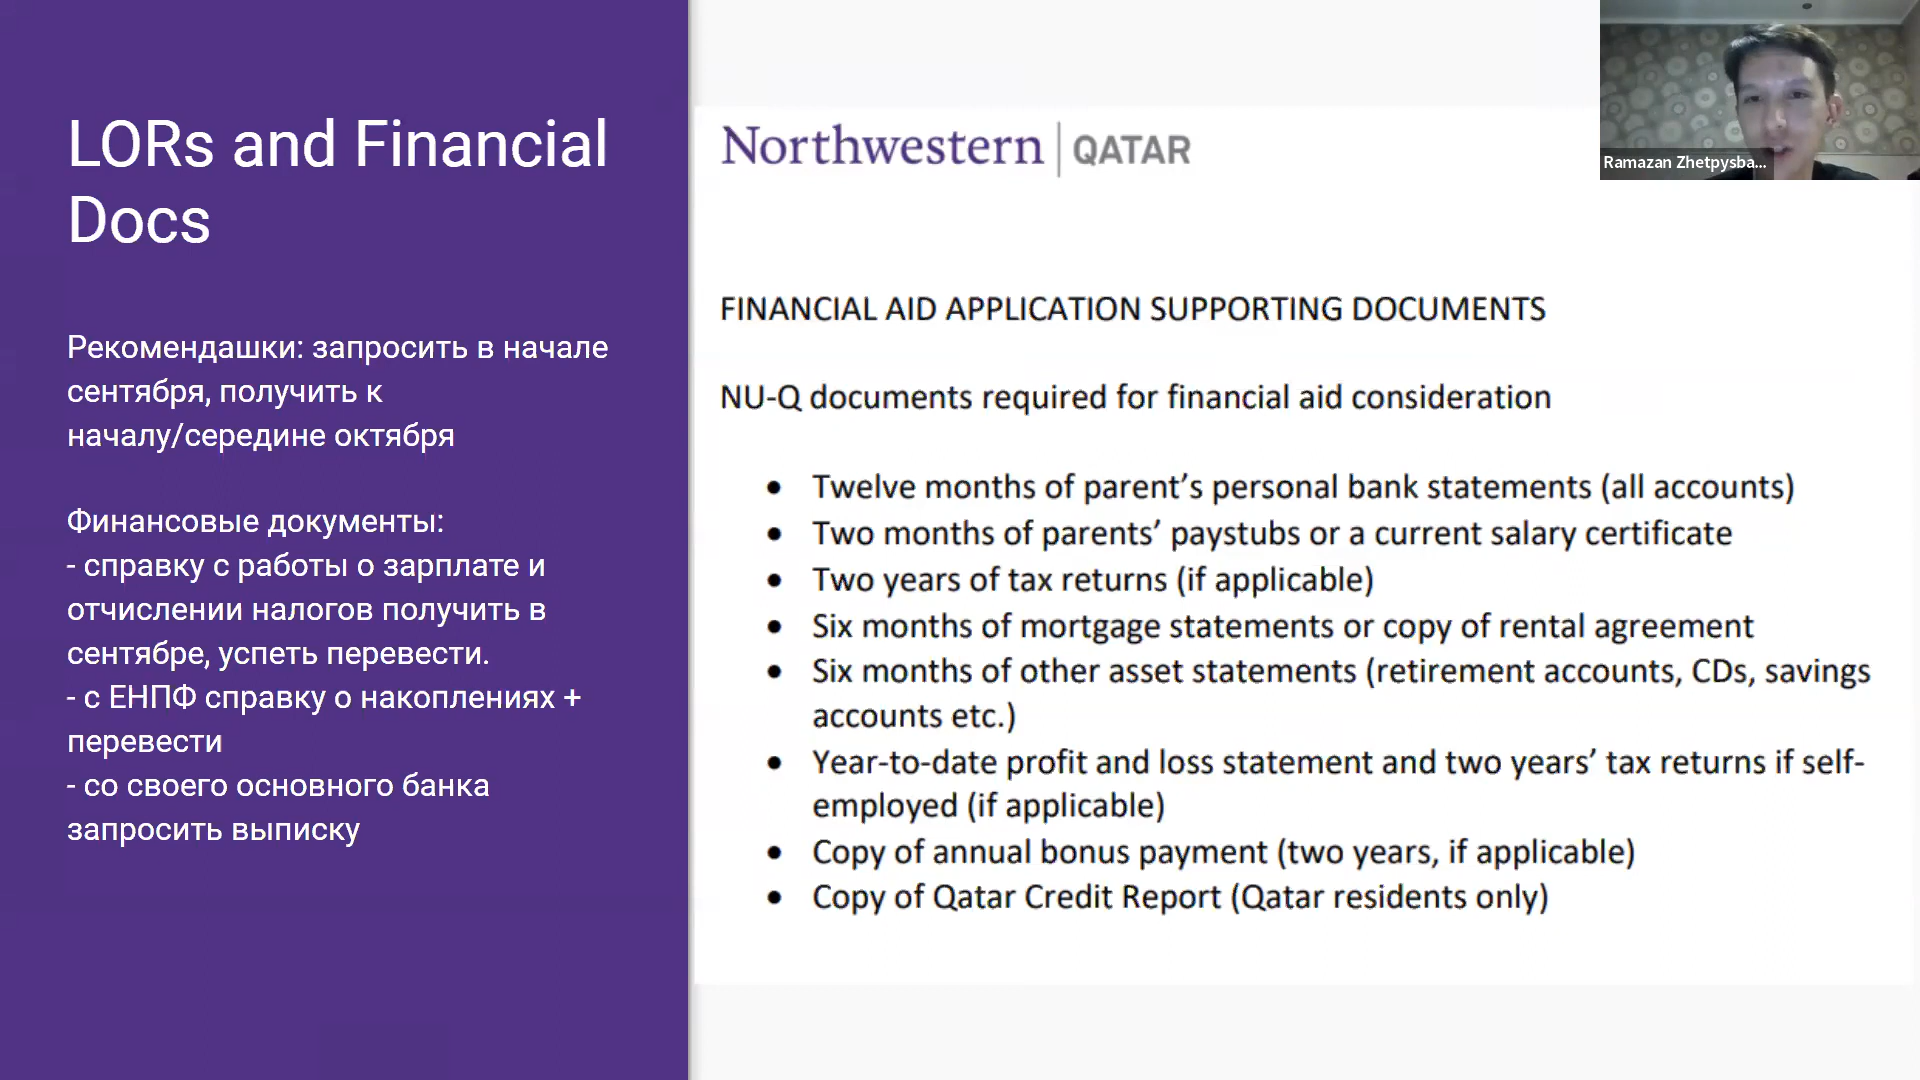 LORs and Financial
Docs
Рекомендашки: запросить в начале
сентября, получить к
началу/середине октября
Финансовые документы:
- справку с работы о зарплате и
отчислении налогов получить в
сентябре, успеть перевести.
- с ЕНПФ справку о накоплениях +
перевести
- со своего основного банка
запросить выписку
Northwestern | QATAR
FINANCIAL AID APPLICATION SUPPORTING DOCUMENTS
NU-Q documents required for financial aid consideration
• Twelve months of parent’s personal bank statements (all accounts)
• Two months of parents’ paystubs or a current salary certificate
• Two years of tax returns (if applicable)
• Six months of mortgage statements or copy of rental agreement
• Six months of other asset statements (retirement accounts, CDs, savings
accounts etc.)
• Year-to-date profit and loss statement and two years’ tax returns if self-
employed (if applicable)
• Copy of annual bonus payment (two years, if applicable)
• Copy of Qatar Credit Report (Qatar residents only)
Ramazan Zhetpysba...